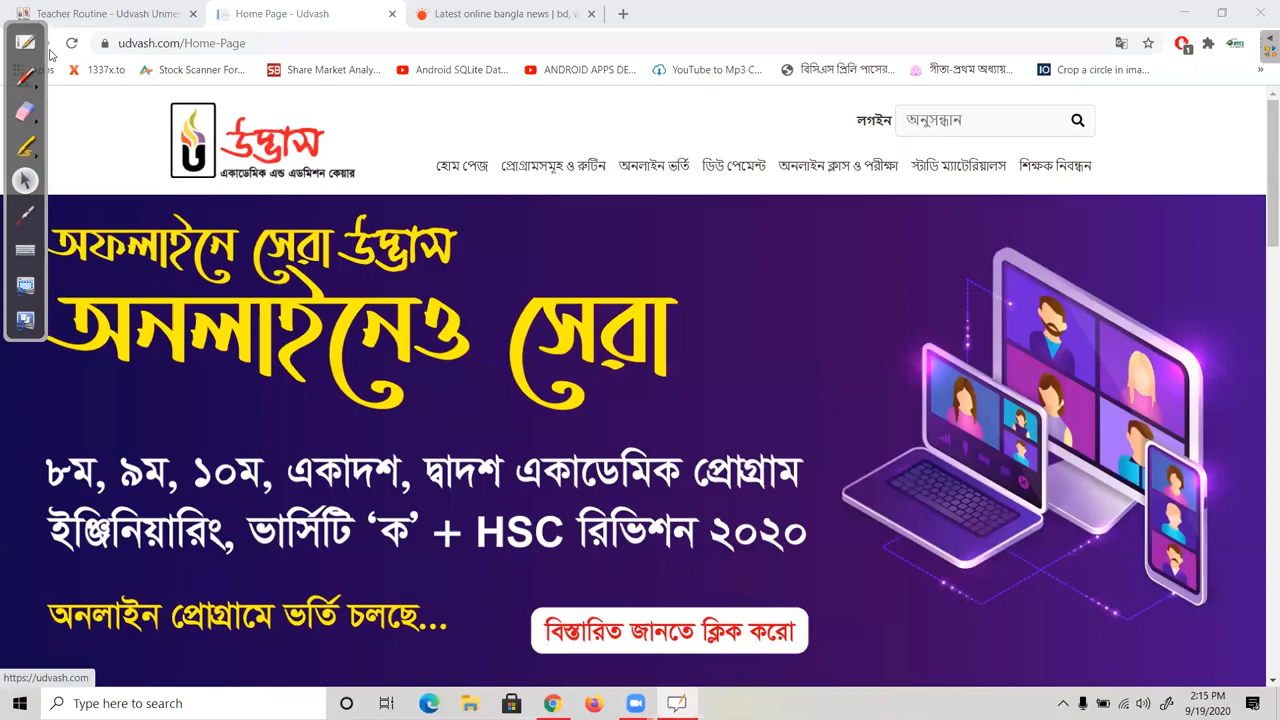 Teacher Routine - Udvash Unme
Home Page - Udvash
Latest online bangla news | bd, w
udvash.com/Home-Page
Apps
1337x.to
Stock Scanner For...
Share Market Analy...
Android SQLite Dat...
ANDROID APPS DE...
YouTube to Mp3 C...
বিসিএস প্রিলি পাসের...
গীতা-প্রথম অধ্যায়...
Crop a circle in ima...
উদ্ভাস
একাডেমিক এন্ড এডমিশন কেয়ার
লগইন
অনুসন্ধান
হোম পেজ
প্রোগ্রামসমূহ ও রুটিন
অনলাইন ভর্তি
ডিউ পেমেন্ট
অনলাইন ক্লাস ও পরীক্ষা
স্টাডি ম্যাটেরিয়ালস
শিক্ষক নিবন্ধন
অফলাইনে সেরা উদ্ভাস
অনলাইনেও সেরা
৮ম, ৯ম, ১০ম, একাদশ, দ্বাদশ একাডেমিক প্রোগ্রাম
ইঞ্জিনিয়ারিং, ভার্সিটি ‘ক’ + HSC রিভিশন ২০২০
অনলাইন প্রোগ্রামে ভর্তি চলছে...
বিস্তারিত জানতে ক্লিক করো
https://udvash.com
Type here to search
2:15 PM
9/19/2020